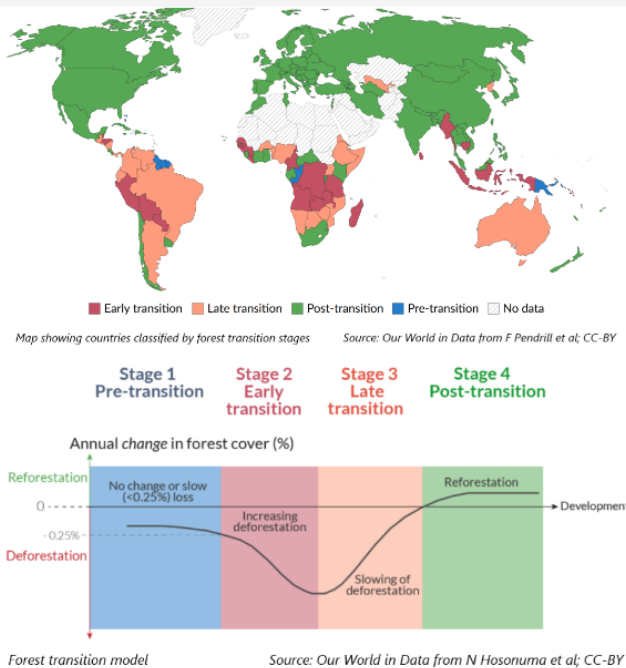 Early transition
Late transition
Post-transition
Pre-transition
No data
Map showing countries classified by forest transition stages
Source: Our World in Data from F Pendrill et al; CC-BY
Stage 1
Pre-transition
Stage 2
Early
transition
Stage 3
Late
transition
Stage 4
Post-transition
Annual change in forest cover (%)
Reforestation
No change or slow
(<0.25%) loss
Reforestation
0
Development
Increasing
deforestation
-0.25%
Deforestation
Slowing of
deforestation
Forest transition model
Source: Our World in Data from N Hosonuma et al; CC-BY